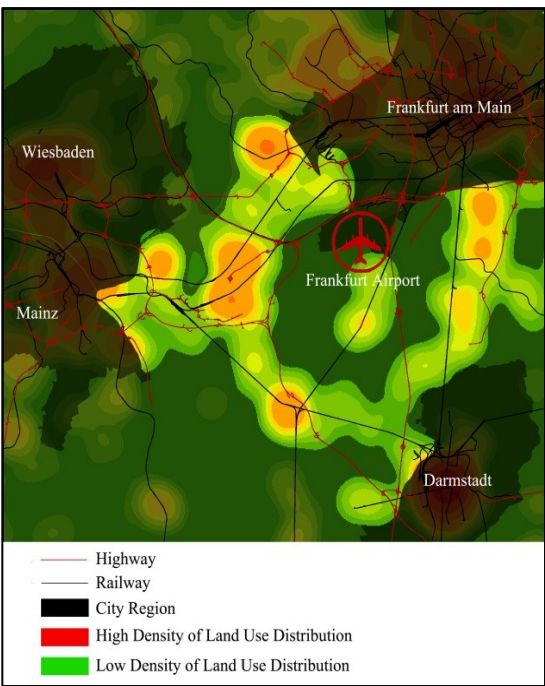 Frankfurt am Main
Wiesbaden
Frankfurt Airport
Mainz
Darmstadt
Highway
Railway
City Region
High Density of Land Use Distribution
Low Density of Land Use Distribution